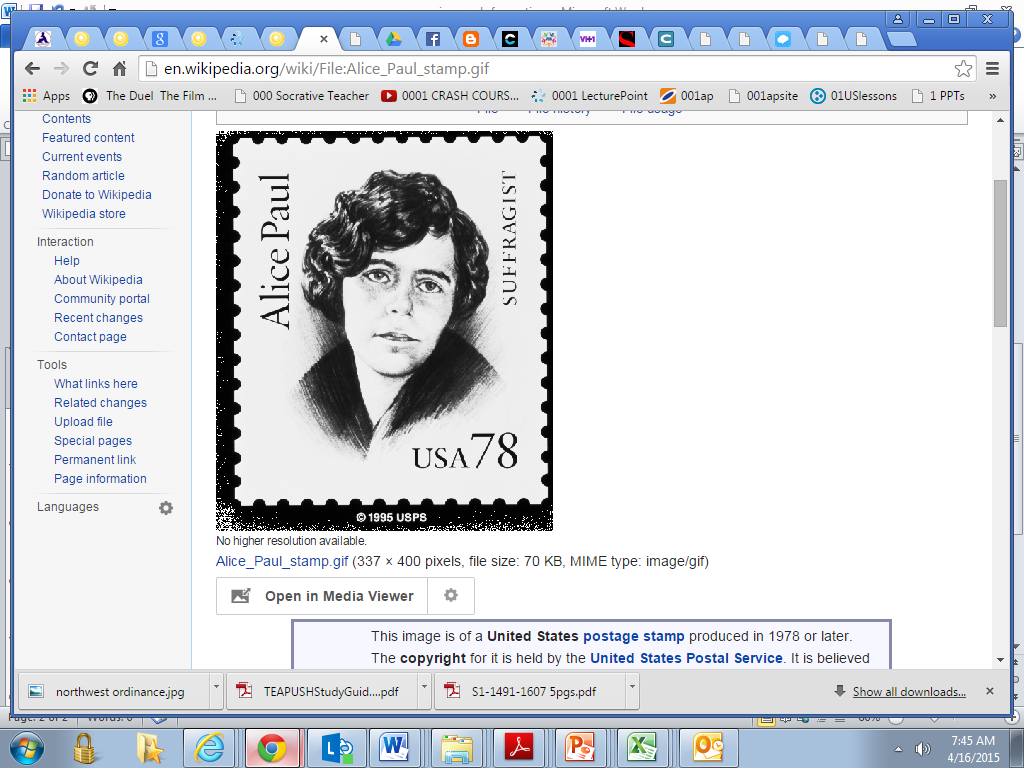 en.wikipedia.org/wiki/File:Alice_Paul_stamp.gif
Apps
The Duel The Film ...
000 Socrative Teacher
0001 CRASH COURS...
0001 LecturePoint
001ap
001apsite
01USlessons
1 PPTs
»
Contents
Featured content
Current events
Random article
Donate to Wikipedia
Wikipedia store
Interaction
Help
About Wikipedia
Community portal
Recent changes
Contact page
Tools
What links here
Related changes
Upload file
Special pages
Permanent link
Page information
Languages
Alice Paul
SUFFRAGIST
USA 78
© 1995 USPS
No higher resolution available.
Alice_Paul_stamp.gif (337 × 400 pixels, file size: 70 KB, MIME type: image/gif)
Open in Media Viewer
This image is of a United States postage stamp produced in 1978 or later.
The copyright for it is held by the United States Postal Service. It is believed
northwest ordinance.jpg
TEAPUSHStudyGuid....pdf
S1-1491-1607 5pgs.pdf
Show all downloads...
7:45 AM
4/16/2015